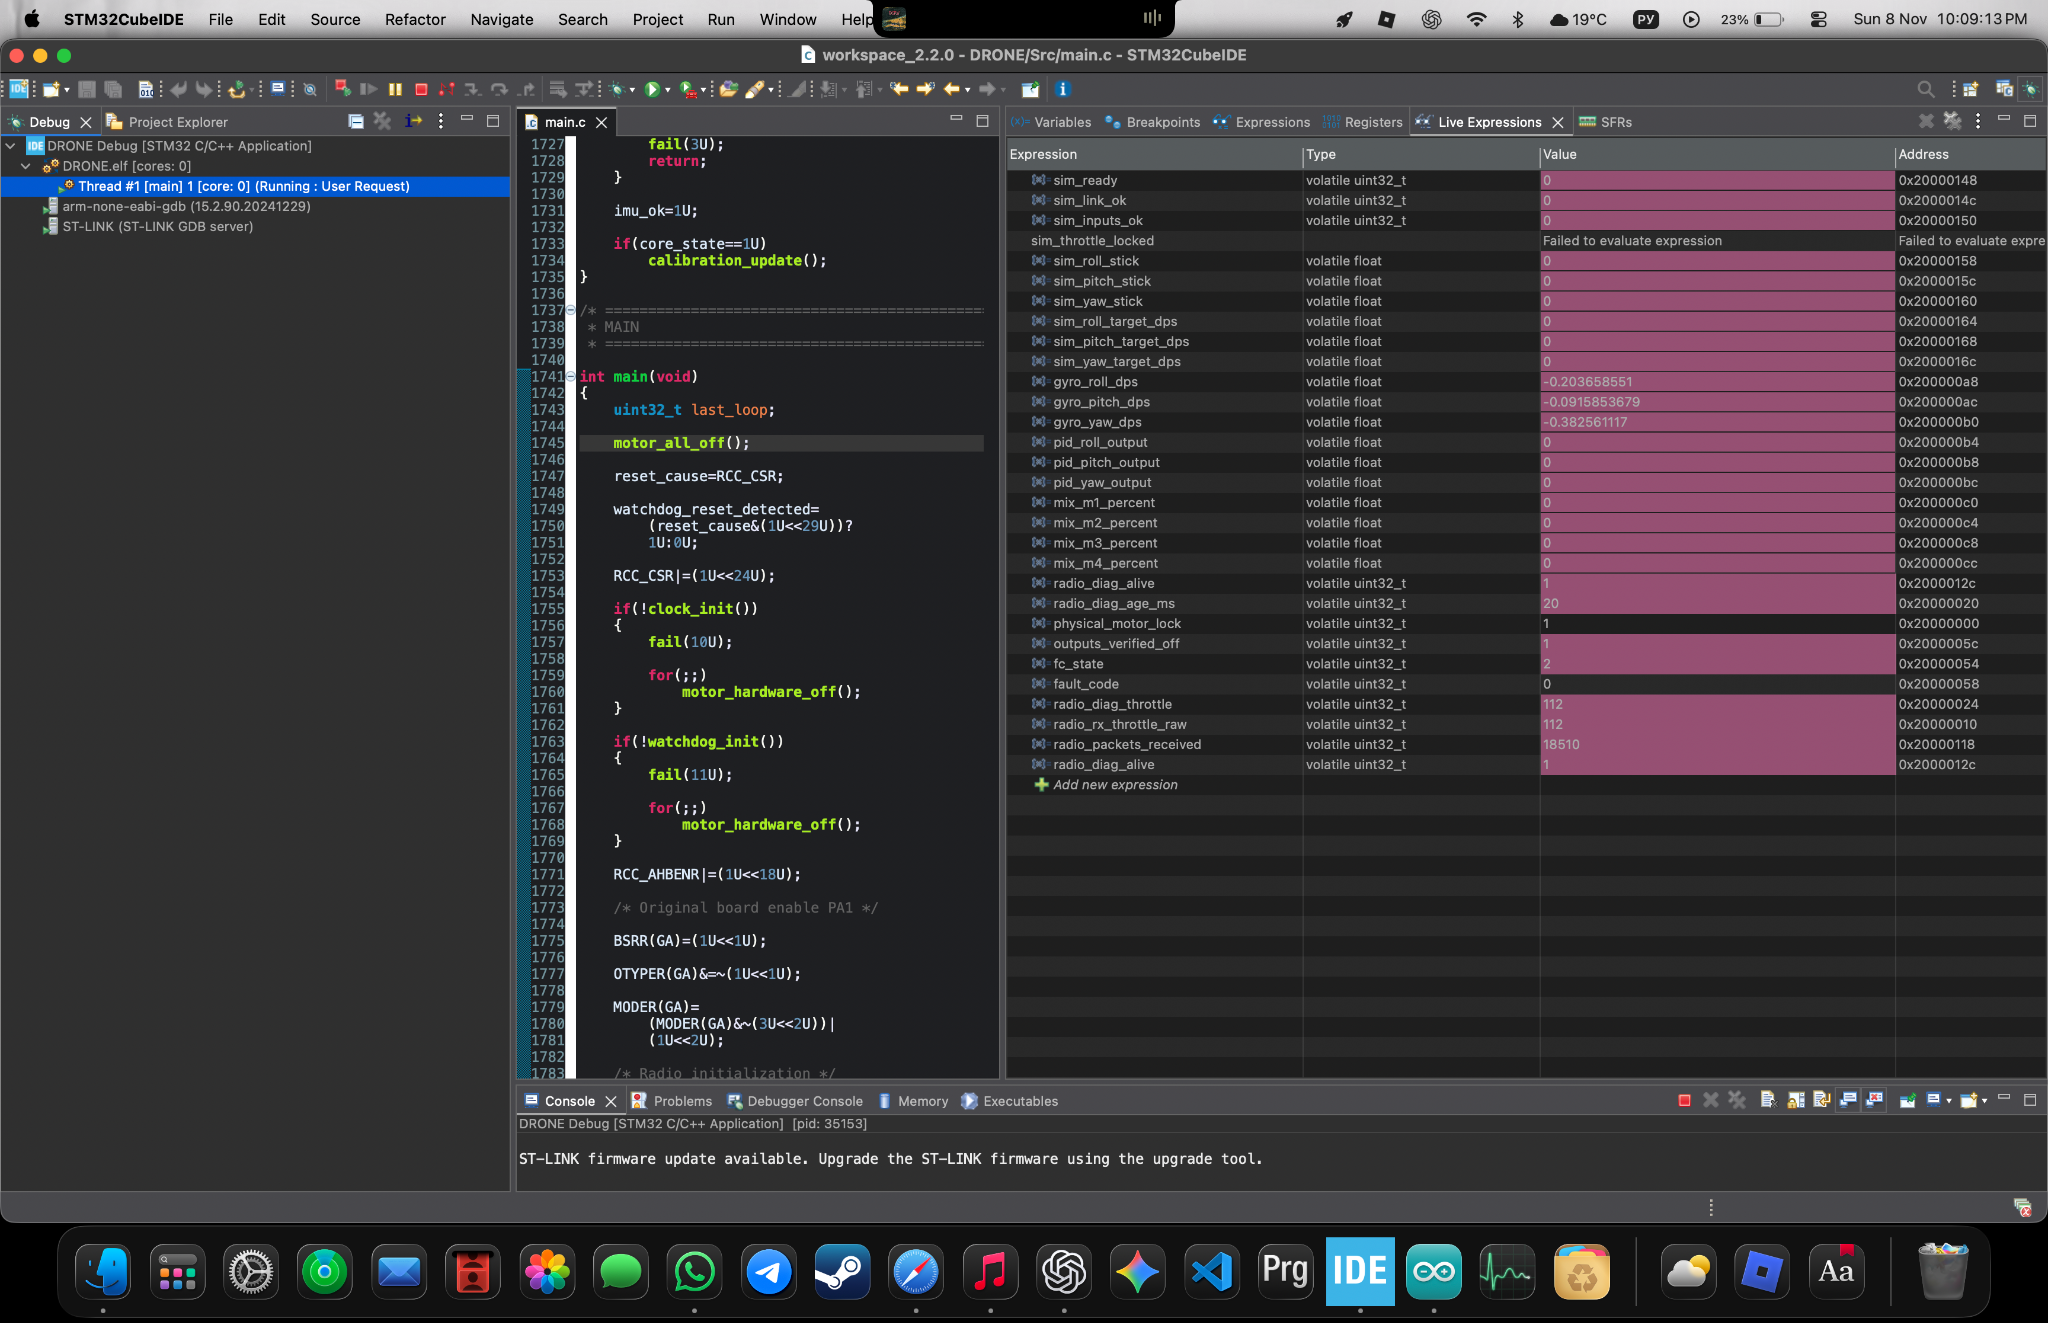 STM32CubeIDE File Edit Source Refactor Navigate Search Project Run Window Help 19°C РУ 23% Sun 8 Nov 10:09:13 PM
workspace_2.2.0 - DRONE/Src/main.c - STM32CubeIDE
Debug Project Explorer
DRONE Debug [STM32 C/C++ Application]
DRONE.elf [cores: 0]
Thread #1 [main] 1 [core: 0] (Running : User Request)
arm-none-eabi-gdb (15.2.90.20241229)
ST-LINK (ST-LINK GDB server)
main.c
1727 fail(3U);
1728 return;
1729 }
1730
1731 imu_ok=1U;
1732
1733 if(core_state==1U)
1734 calibration_update();
1735 }
1736
1737 /* =============================================
1738 * MAIN
1739 * =============================================
1740
1741 int main(void)
1742 {
1743 uint32_t last_loop;
1744
1745 motor_all_off();
1746
1747 reset_cause=RCC_CSR;
1748
1749 watchdog_reset_detected=
1750 (reset_cause&(1U<<29U))?
1751 1U:0U;
1752
1753 RCC_CSR|=(1U<<24U);
1754
1755 if(!clock_init())
1756 {
1757 fail(10U);
1758
1759 for(;;)
1760 motor_hardware_off();
1761 }
1762
1763 if(!watchdog_init())
1764 {
1765 fail(11U);
1766
1767 for(;;)
1768 motor_hardware_off();
1769 }
1770
1771 RCC_AHBENR|=(1U<<18U);
1772
1773 /* Original board enable PA1 */
1774
1775 BSRR(GA)=(1U<<1U);
1776
1777 OTYPER(GA)&=~(1U<<1U);
1778
1779 MODER(GA)=
1780 (MODER(GA)&~(3U<<2U))|
1781 (1U<<2U);
1782
1783 /* Radio initialization */
Variables Breakpoints Expressions Registers Live Expressions SFRs
Expression Type Value Address
sim_ready volatile uint32_t 0 0x20000148
sim_link_ok volatile uint32_t 0 0x2000014c
sim_inputs_ok volatile uint32_t 0 0x20000150
sim_throttle_locked Failed to evaluate expression Failed to evaluate expre
sim_roll_stick volatile float 0 0x20000158
sim_pitch_stick volatile float 0 0x2000015c
sim_yaw_stick volatile float 0 0x20000160
sim_roll_target_dps volatile float 0 0x20000164
sim_pitch_target_dps volatile float 0 0x20000168
sim_yaw_target_dps volatile float 0 0x2000016c
gyro_roll_dps volatile float -0.203658551 0x200000a8
gyro_pitch_dps volatile float -0.0915853679 0x200000ac
gyro_yaw_dps volatile float -0.382561117 0x200000b0
pid_roll_output volatile float 0 0x200000b4
pid_pitch_output volatile float 0 0x200000b8
pid_yaw_output volatile float 0 0x200000bc
mix_m1_percent volatile float 0 0x200000c0
mix_m2_percent volatile float 0 0x200000c4
mix_m3_percent volatile float 0 0x200000c8
mix_m4_percent volatile float 0 0x200000cc
radio_diag_alive volatile uint32_t 1 0x2000012c
radio_diag_age_ms volatile uint32_t 20 0x20000020
physical_motor_lock volatile uint32_t 1 0x20000000
outputs_verified_off volatile uint32_t 1 0x2000005c
fc_state volatile uint32_t 2 0x20000054
fault_code volatile uint32_t 0 0x20000058
radio_diag_throttle volatile uint32_t 112 0x20000024
radio_rx_throttle_raw volatile uint32_t 112 0x20000010
radio_packets_received volatile uint32_t 18510 0x20000118
radio_diag_alive volatile uint32_t 1 0x2000012c
Add new expression
Console Problems Debugger Console Memory Executables
DRONE Debug [STM32 C/C++ Application] [pid: 35153]
ST-LINK firmware update available. Upgrade the ST-LINK firmware using the upgrade tool.
Prg IDE Aa